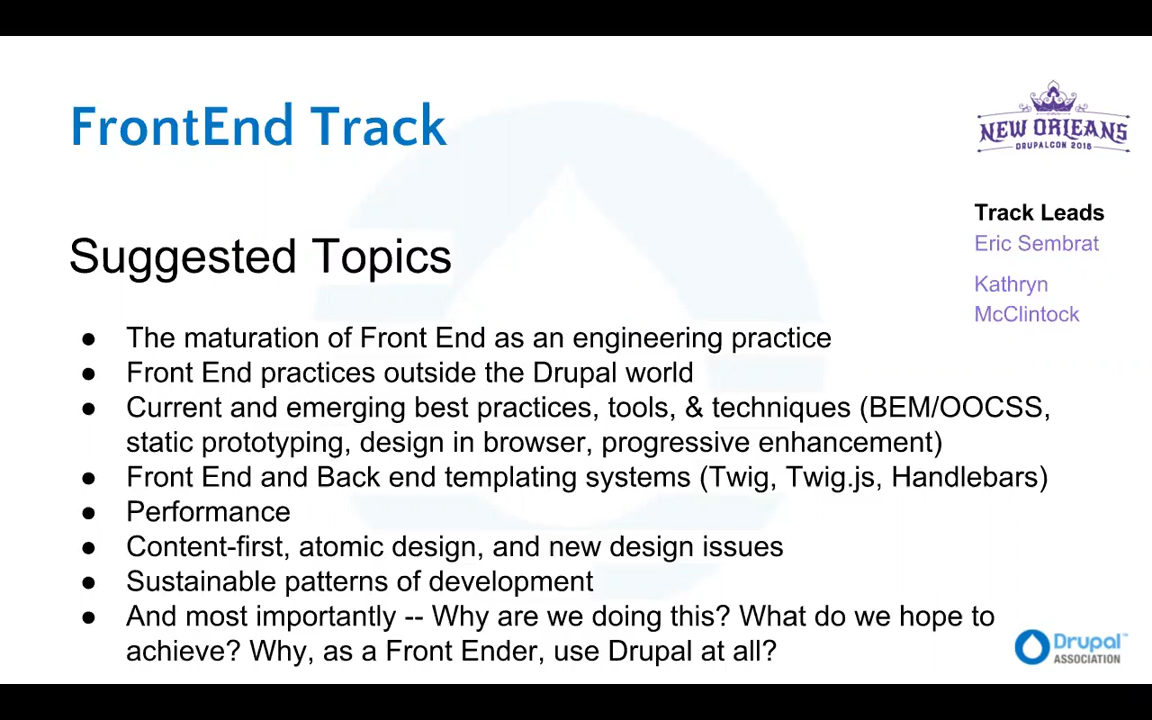 FrontEnd Track
NEW ORLEANS
DRUPALCON 2016
Track Leads
Eric Sembrat
Kathryn
McClintock
Suggested Topics
● The maturation of Front End as an engineering practice
● Front End practices outside the Drupal world
● Current and emerging best practices, tools, & techniques (BEM/OOCSS,
static prototyping, design in browser, progressive enhancement)
● Front End and Back end templating systems (Twig, Twig.js, Handlebars)
● Performance
● Content-first, atomic design, and new design issues
● Sustainable patterns of development
● And most importantly -- Why are we doing this? What do we hope to
achieve? Why, as a Front Ender, use Drupal at all?
Drupal™
ASSOCIATION